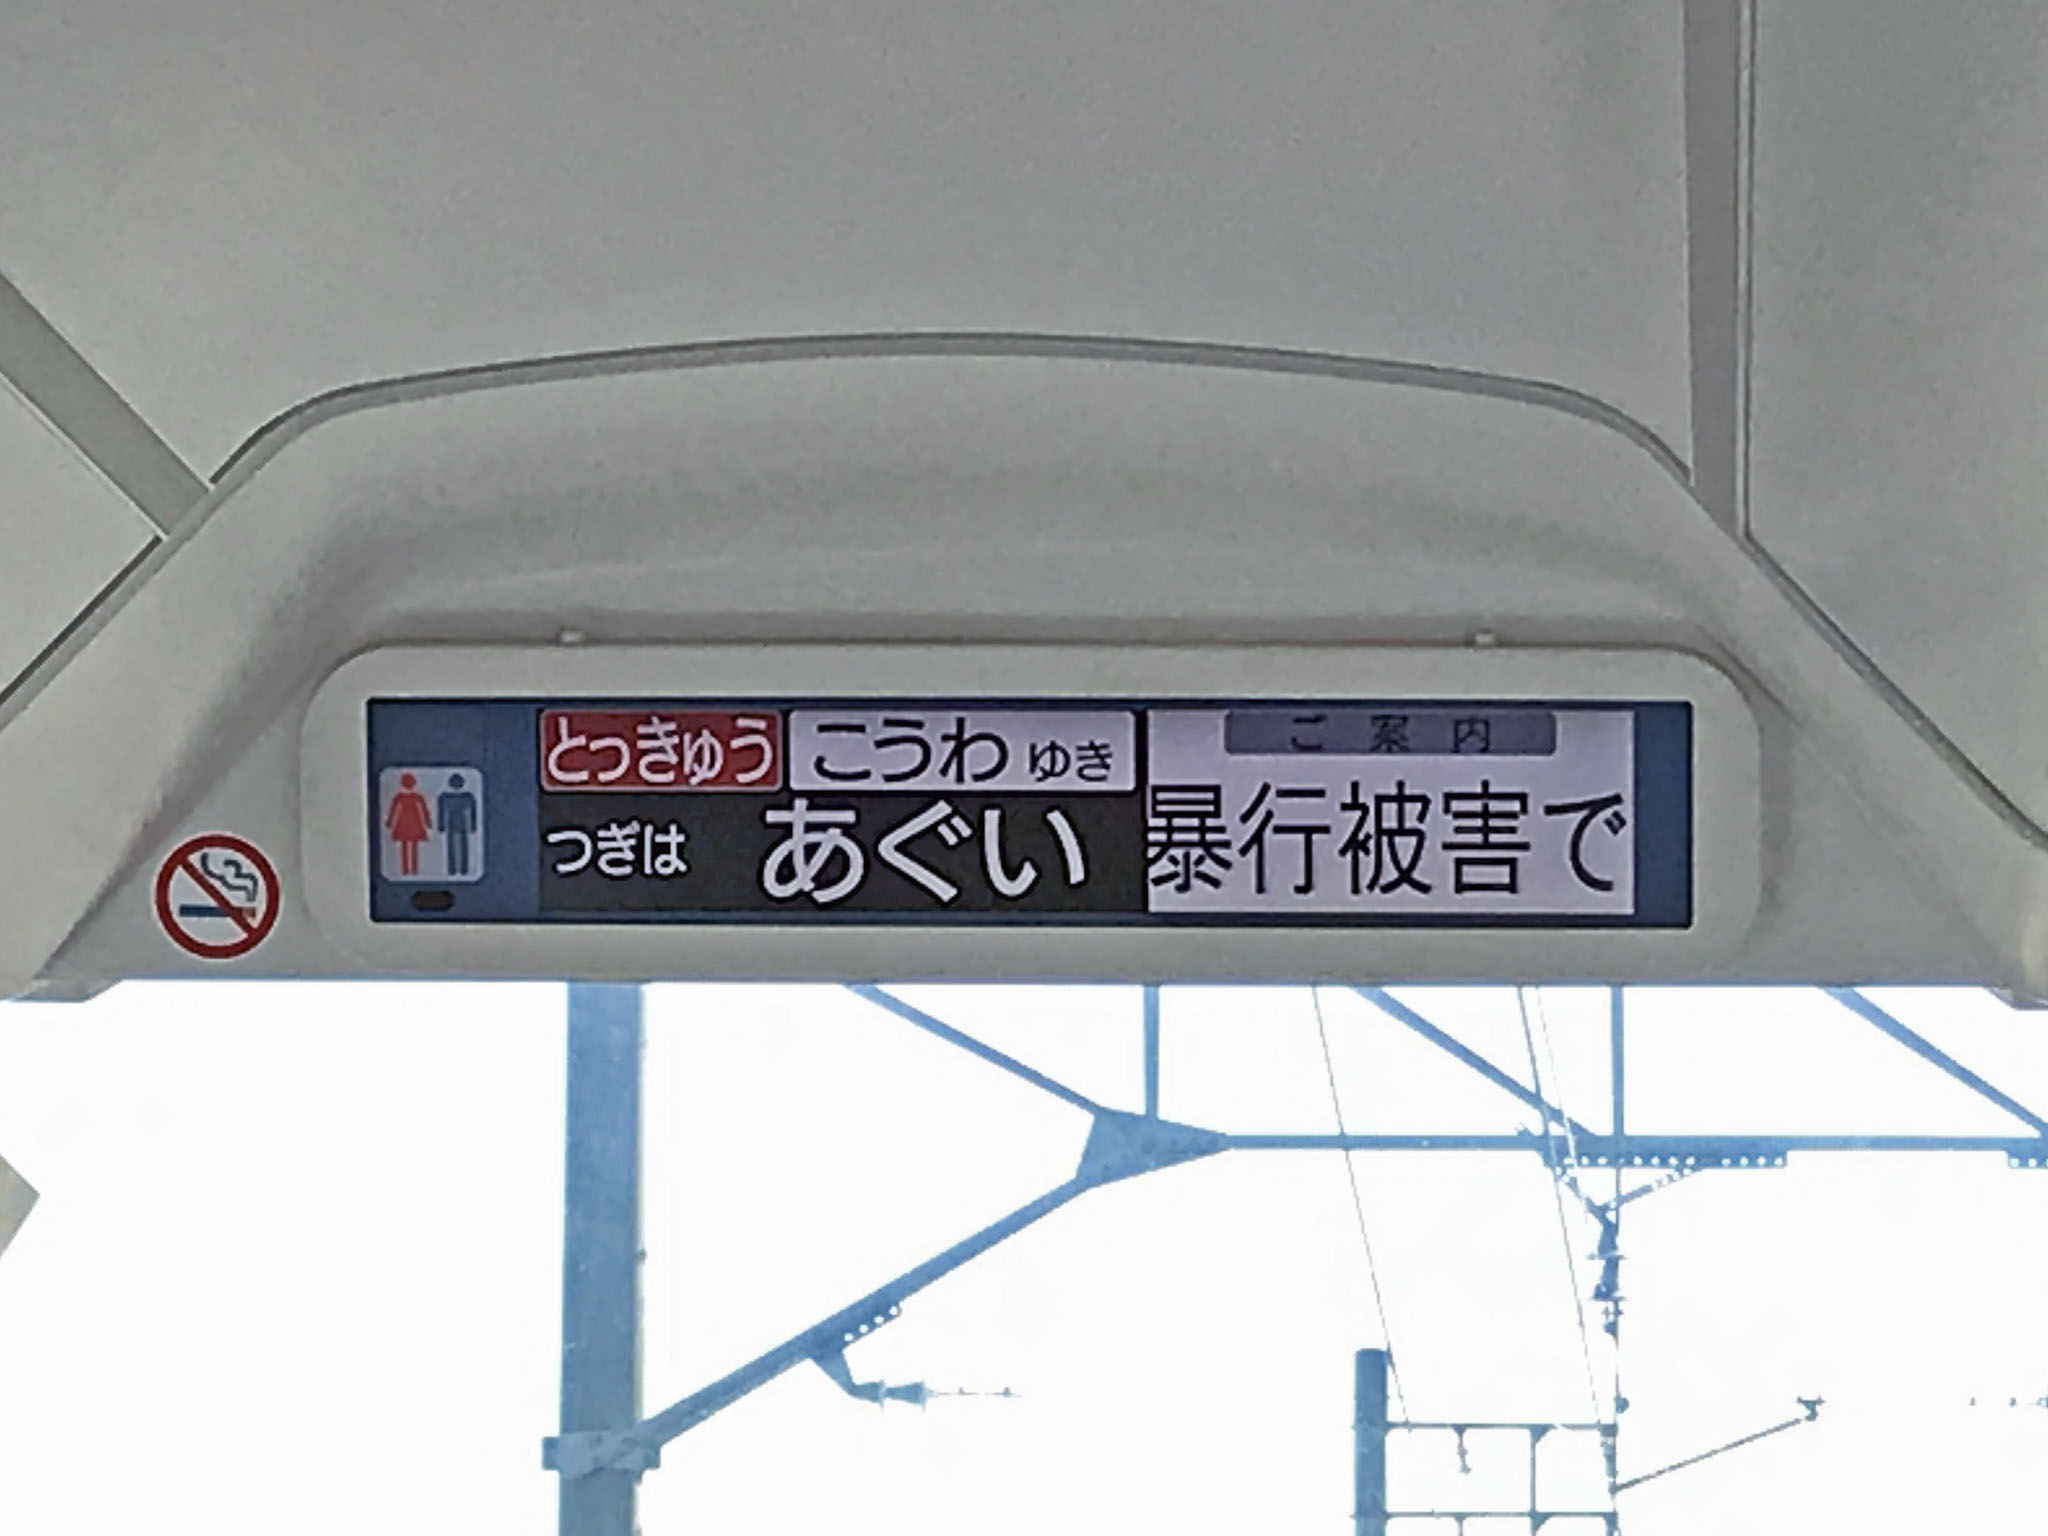 とっきゅう
こうわ ゆき
つぎは あぐい
ご案内
暴行被害で